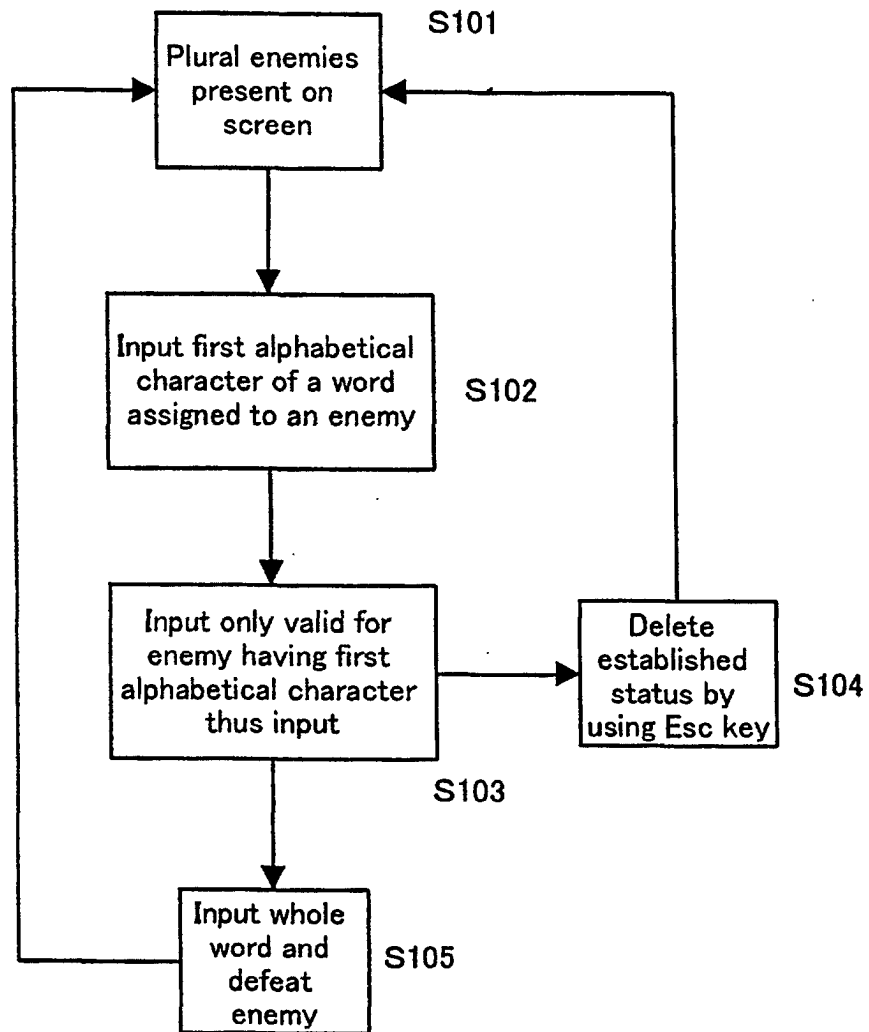 S101
Plural enemies
present on
screen
Input first alphabetical
character of a word
assigned to an enemy
S102
Input only valid for
enemy having first
alphabetical character
thus input
S103
Delete
established
status by
using Esc key
S104
Input whole
word and
defeat
enemy
S105